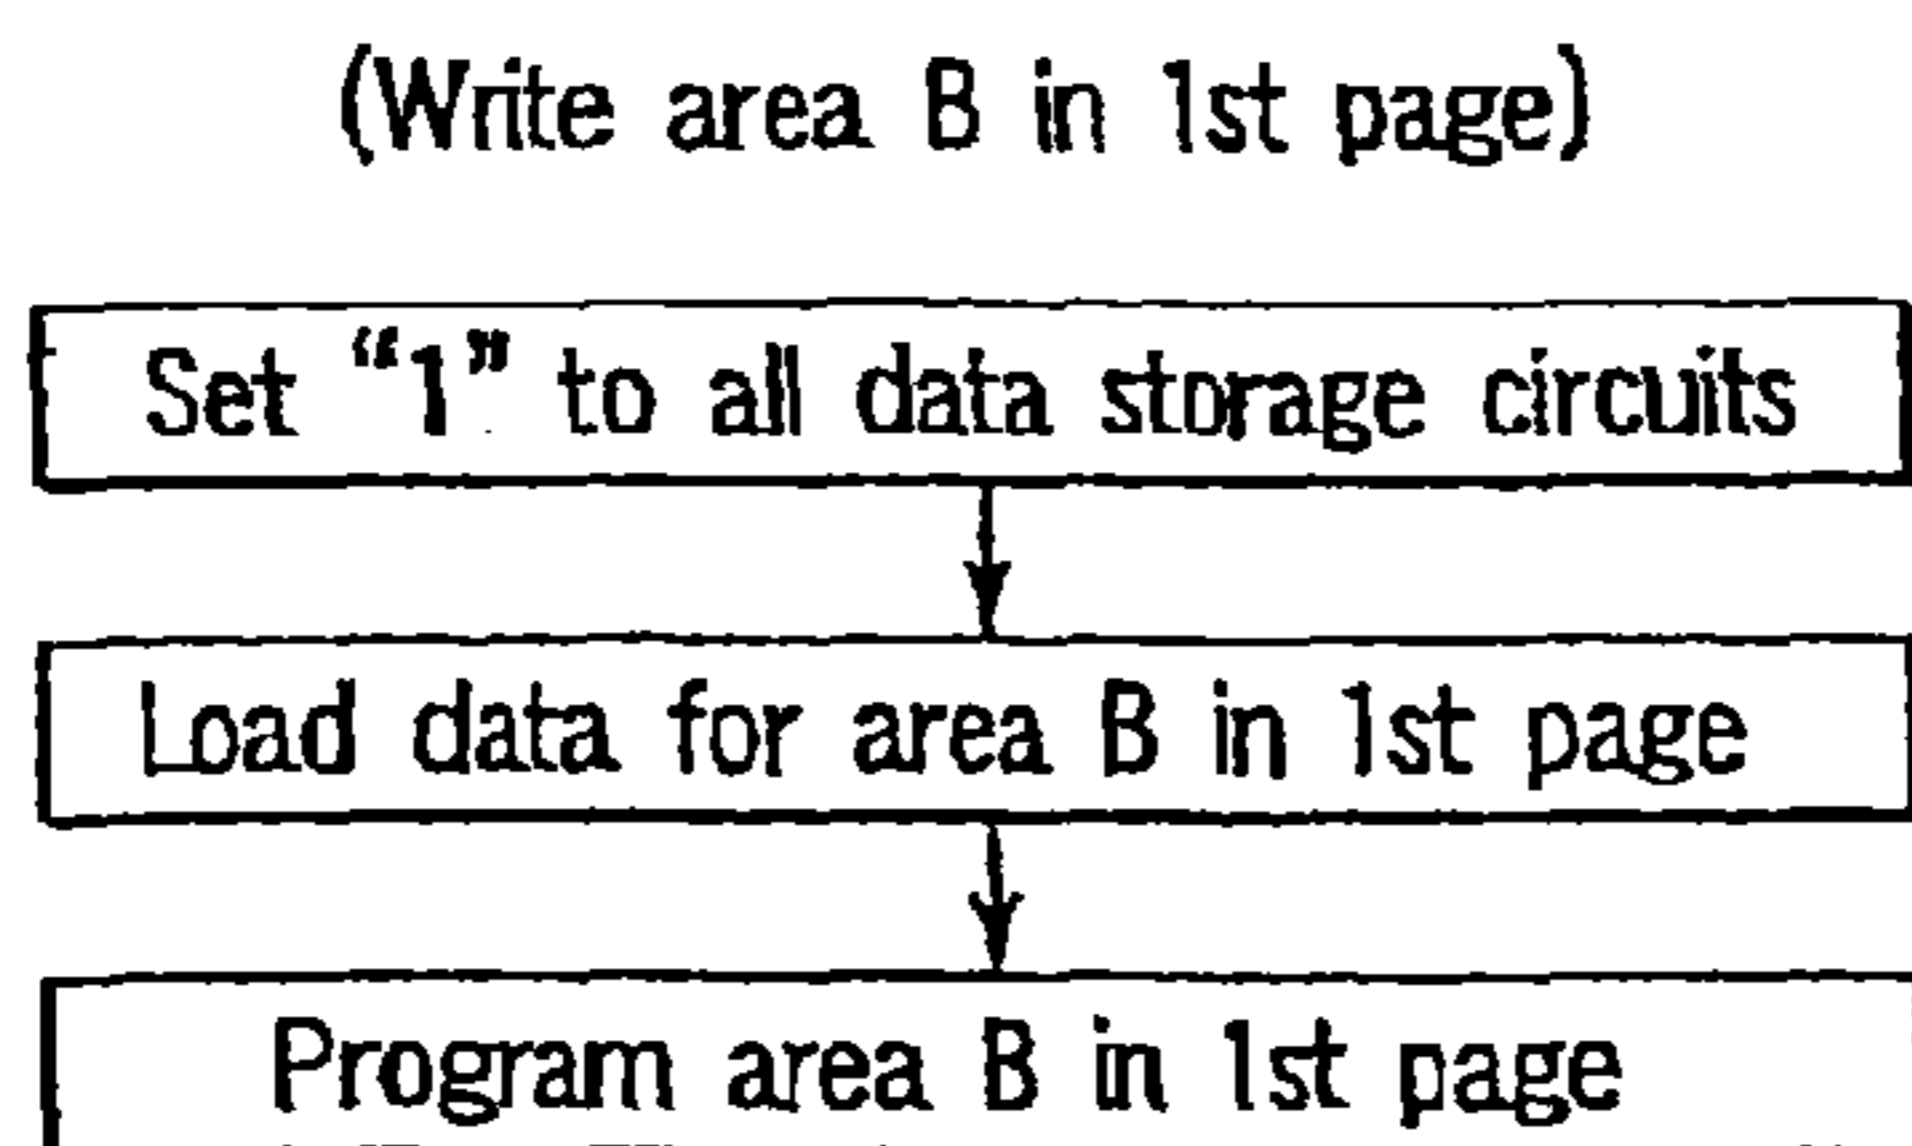 (Write area B in 1st page)
Set “1” to all data storage circuits
Load data for area B in 1st page
Program area B in 1st page